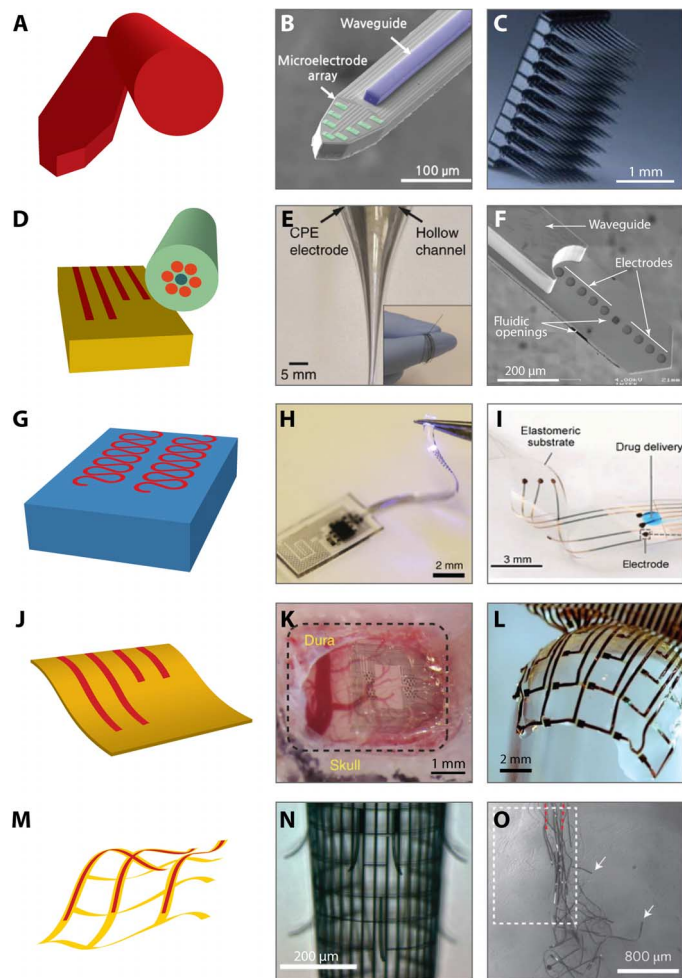 A
B
Waveguide
Microelectrode
array
100 µm
C
1 mm
D
E
CPE
electrode
Hollow
channel
5 mm
F
Waveguide
Electrodes
Fluidic
openings
200 µm
G
H
2 mm
I
Elastomeric
substrate
Drug delivery
3 mm
Electrode
J
K
Dura
Skull
1 mm
L
2 mm
M
N
200 µm
O
800 µm